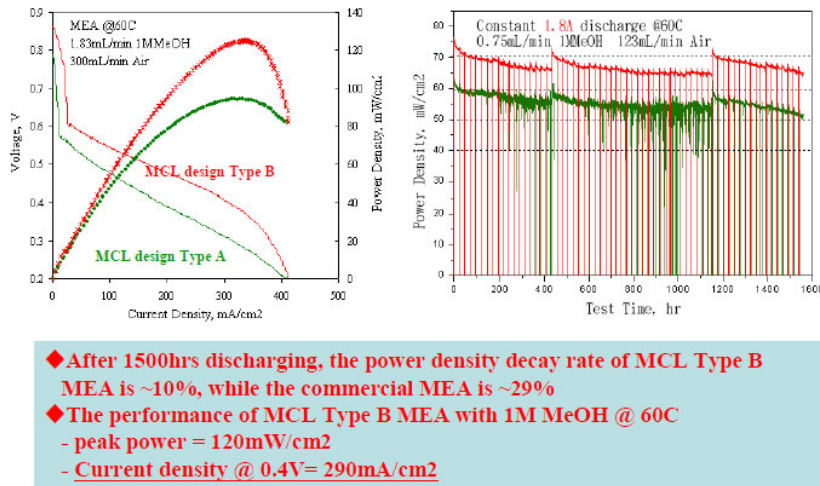 MEA @60C
1.83mL/min 1MMeOH
300mL/min Air
0.9
0.8
0.7
0.6
0.5
0.4
0.3
0.2
Voltage, V
140
120
100
80
60
40
20
0
Power Density, mW/cm2
MCL design Type B
MCL design Type A
0
100
200
300
400
500
Current Density, mA/cm2
Constant 1.8A discharge @60C
0.75mL/min 1MMeOH 123mL/min Air
80
70
60
50
40
30
20
10
0
Power Density, mW/cm2
0
200
400
600
800
1000
1200
1400
1600
Test Time, hr
◆After 1500hrs discharging, the power density decay rate of MCL Type B
MEA is ~10%, while the commercial MEA is ~29%
◆The performance of MCL Type B MEA with 1M MeOH @ 60C
- peak power = 120mW/cm2
- Current density @ 0.4V= 290mA/cm2